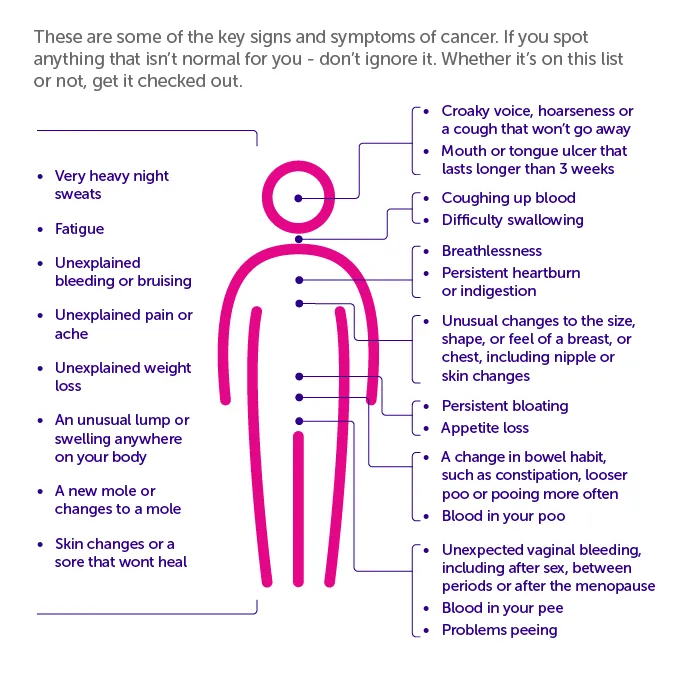 These are some of the key signs and symptoms of cancer. If you spot
anything that isn't normal for you - don't ignore it. Whether it's on this list
or not, get it checked out.
• Very heavy night
sweats
• Fatigue
• Unexplained
bleeding or bruising
• Unexplained pain or
ache
• Unexplained weight
loss
• An unusual lump or
swelling anywhere
on your body
• A new mole or
changes to a mole
• Skin changes or a
sore that wont heal
• Croaky voice, hoarseness or
a cough that won't go away
• Mouth or tongue ulcer that
lasts longer than 3 weeks
• Coughing up blood
• Difficulty swallowing
• Breathlessness
• Persistent heartburn
or indigestion
• Unusual changes to the size,
shape, or feel of a breast, or
chest, including nipple or
skin changes
• Persistent bloating
• Appetite loss
• A change in bowel habit,
such as constipation, looser
poo or pooing more often
• Blood in your poo
• Unexpected vaginal bleeding,
including after sex, between
periods or after the menopause
• Blood in your pee
• Problems peeing